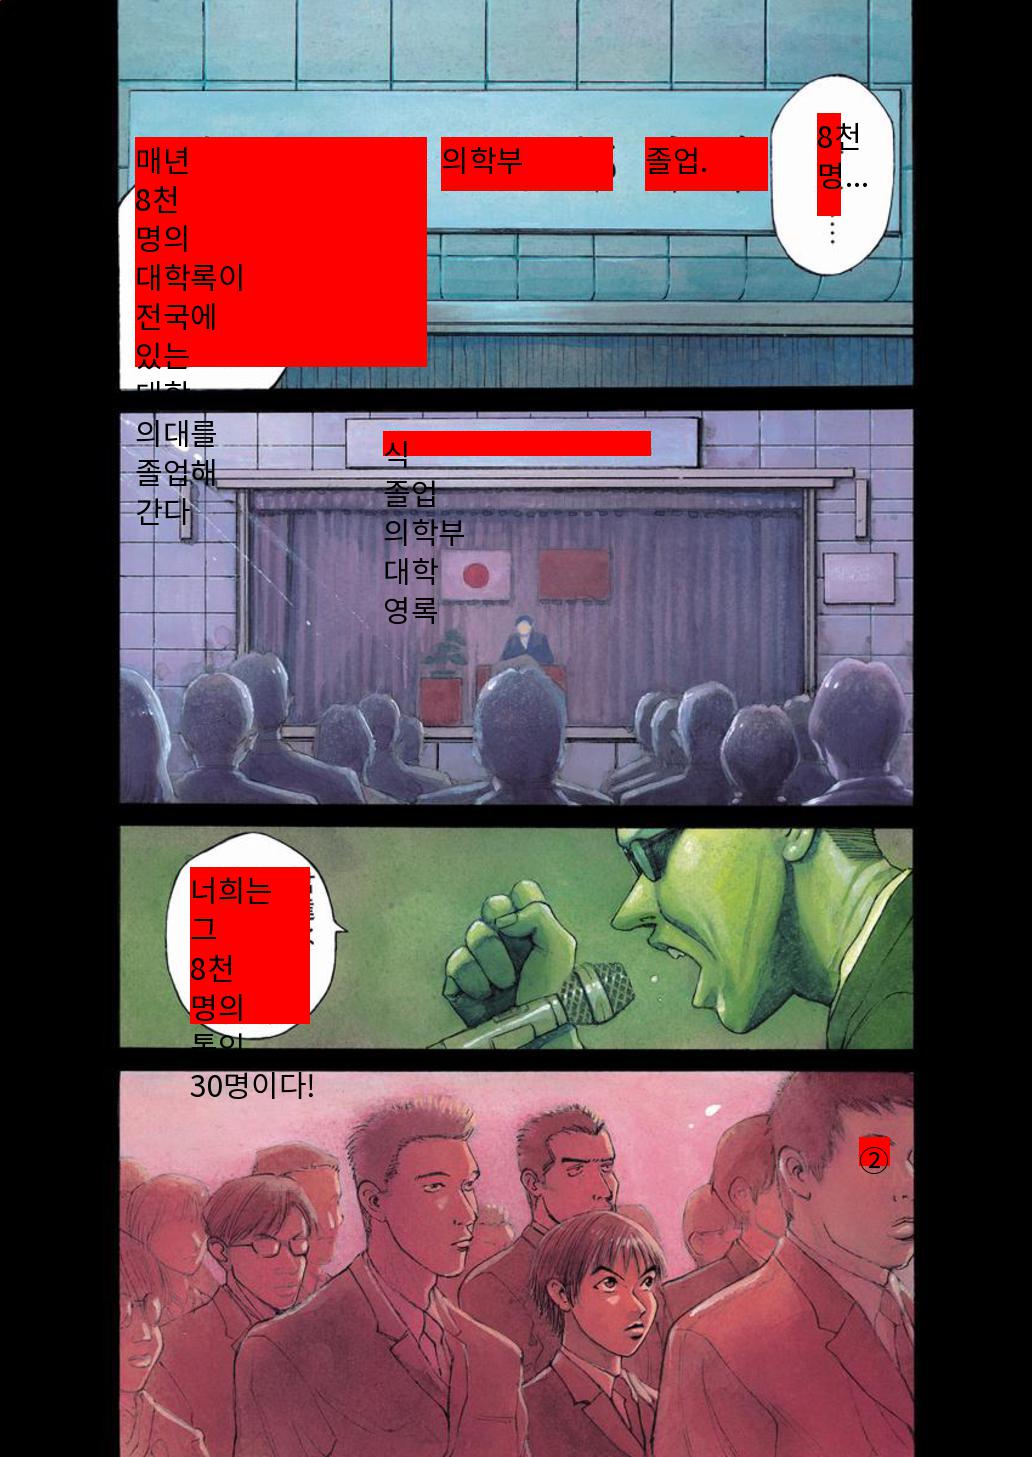 8천
명...
매년
8천
명의
대학록이
전국에
있는
대학
의대를
졸업해
간다
의학부
졸업.
식
졸업
의학부
대학
영록
너희는
그
8천
명의
30명이다!
②